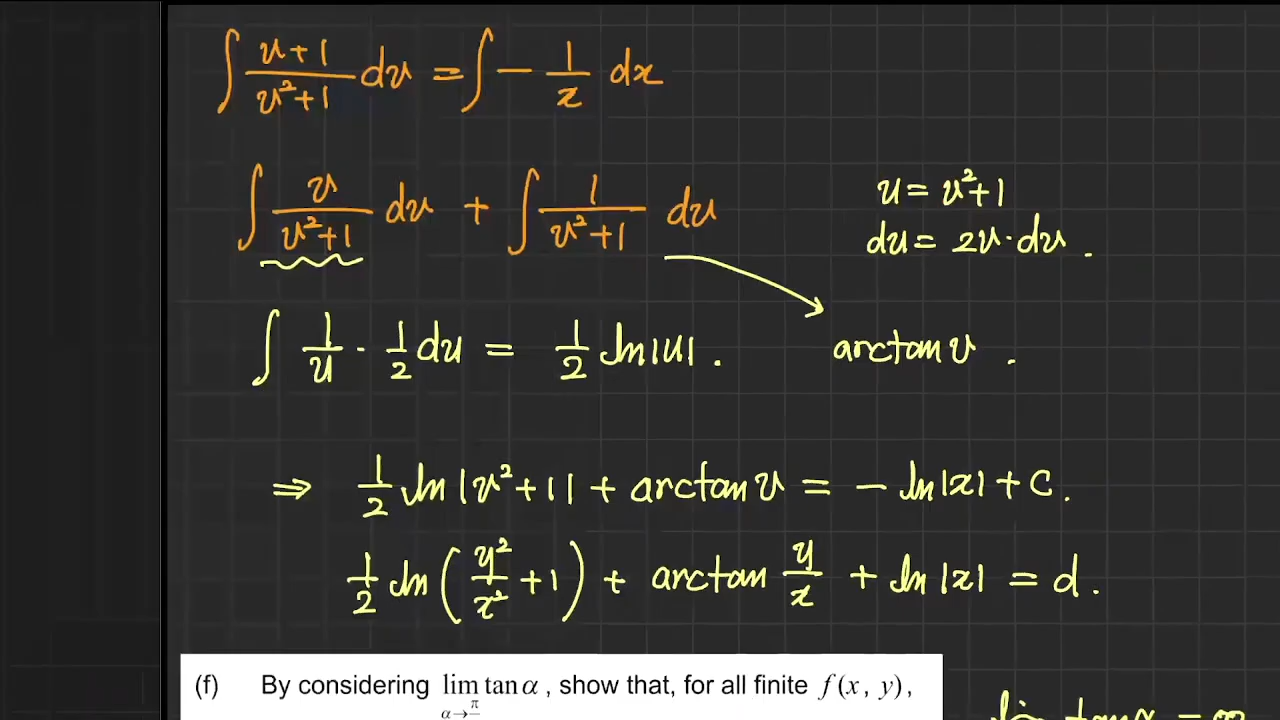 ∫ (v+1)/(v²+1) dv = ∫ − 1/x dx
∫ v/(v²+1) dv + ∫ 1/(v²+1) dv
u = v²+1
du = 2v·dv .
∫ 1/u · 1/2 du = 1/2 ln|u| .
arctan v .
⇒ 1/2 ln|v²+1| + arctan v = − ln|x| + C .
1/2 ln(y²/x² + 1) + arctan y/x + ln|x| = d .
(f) By considering lim α→π tan α , show that, for all finite f(x, y) ,
lim tan α = ∞